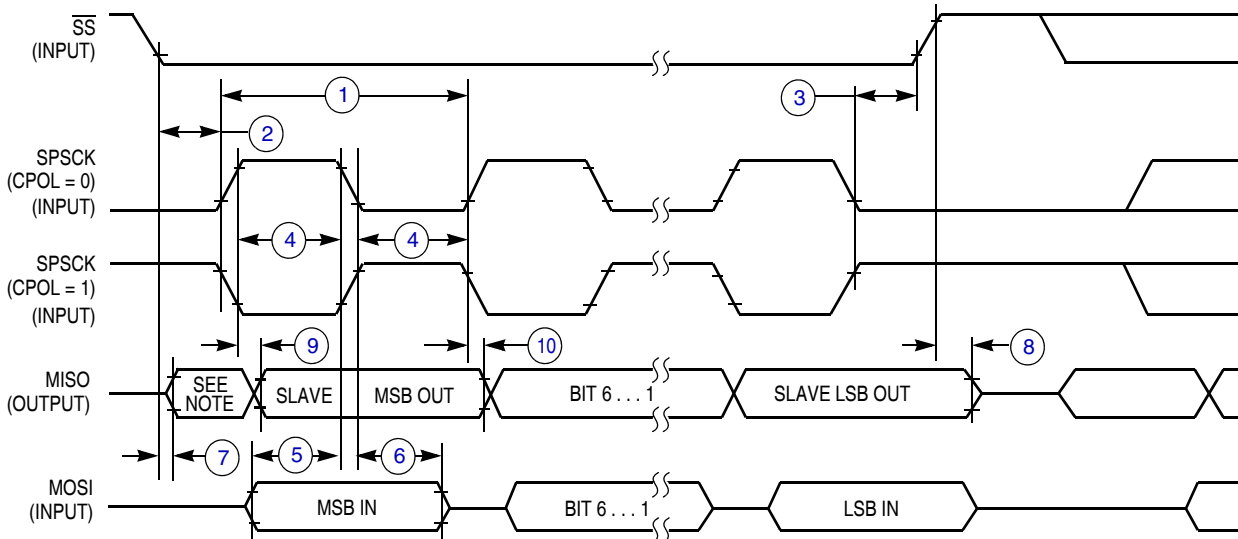 SS
(INPUT)
1
3
2
SPSCK
(CPOL = 0)
(INPUT)
4
4
SPSCK
(CPOL = 1)
(INPUT)
9
10
8
MISO
(OUTPUT)
SEE
NOTE
SLAVE
MSB OUT
BIT 6 . . . 1
SLAVE LSB OUT
7
5
6
MOSI
(INPUT)
MSB IN
BIT 6 . . . 1
LSB IN